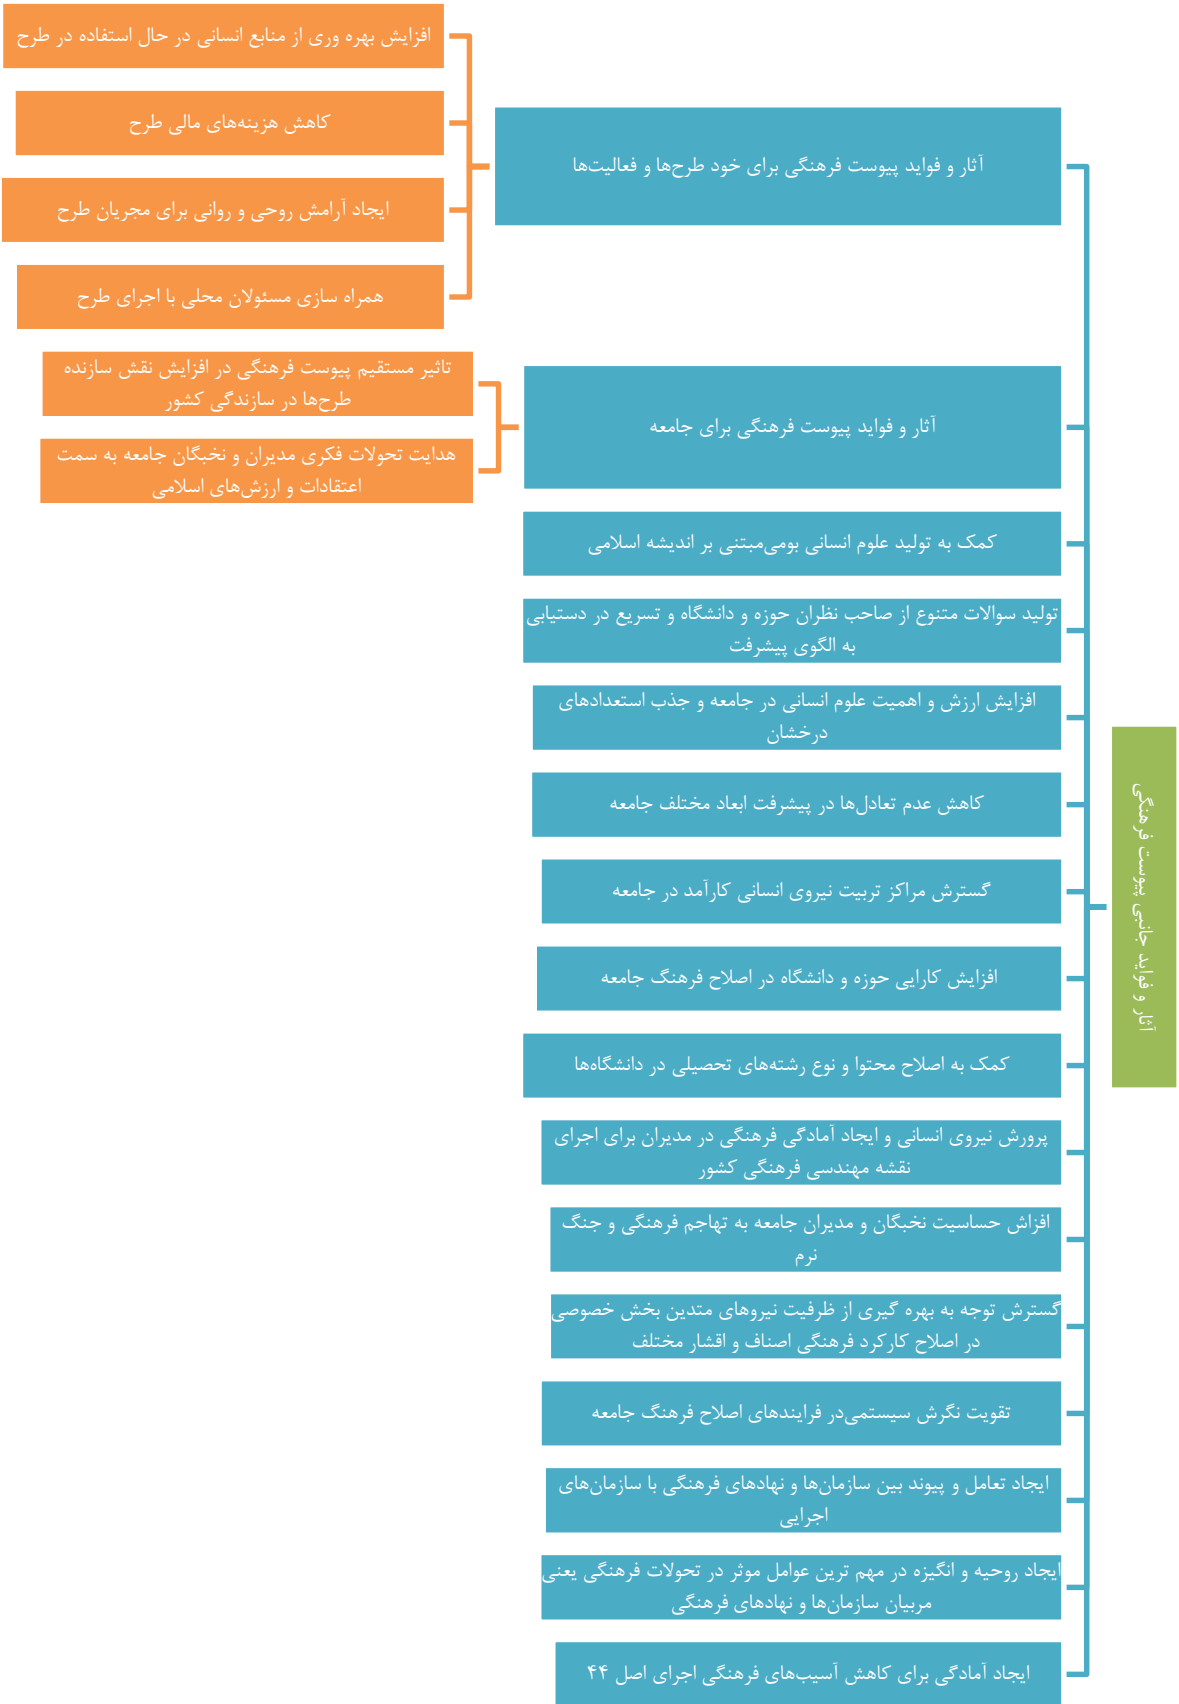 آثار و فواید جانبی پیوست فرهنگی
آثار و فواید پیوست فرهنگی برای خود طرح‌ها و فعالیت‌ها
افزایش بهره وری از منابع انسانی در حال استفاده در طرح
کاهش هزینه‌های مالی طرح
ایجاد آرامش روحی و روانی برای مجریان طرح
همراه سازی مسئولان محلی با اجرای طرح
آثار و فواید پیوست فرهنگی برای جامعه
تاثیر مستقیم پیوست فرهنگی در افزایش نقش سازنده
طرح‌ها در سازندگی کشور
هدایت تحولات فکری مدیران و نخبگان جامعه به سمت
اعتقادات و ارزش‌های اسلامی
کمک به تولید علوم انسانی بومی‌مبتنی بر اندیشه اسلامی
تولید سوالات متنوع از صاحب نظران حوزه و دانشگاه و تسریع در دستیابی
به الگوی پیشرفت
افزایش ارزش و اهمیت علوم انسانی در جامعه و جذب استعدادهای
درخشان
کاهش عدم تعادل‌ها در پیشرفت ابعاد مختلف جامعه
گسترش مراکز تربیت نیروی انسانی کارآمد در جامعه
افزایش کارایی حوزه و دانشگاه در اصلاح فرهنگ جامعه
کمک به اصلاح محتوا و نوع رشته‌های تحصیلی در دانشگاه‌ها
پرورش نیروی انسانی و ایجاد آمادگی فرهنگی در مدیران برای اجرای
نقشه مهندسی فرهنگی کشور
افزاش حساسیت نخبگان و مدیران جامعه به تهاجم فرهنگی و جنگ
نرم
گسترش توجه به بهره گیری از ظرفیت نیروهای متدین بخش خصوصی
در اصلاح کارکرد فرهنگی اصناف و اقشار مختلف
تقویت نگرش سیستمی‌در فرایندهای اصلاح فرهنگ جامعه
ایجاد تعامل و پیوند بین سازمان‌ها و نهادهای فرهنگی با سازمان‌های
اجرایی
ایجاد روحیه و انگیزه در مهم ترین عوامل موثر در تحولات فرهنگی یعنی
مربیان سازمان‌ها و نهادهای فرهنگی
ایجاد آمادگی برای کاهش آسیب‌های فرهنگی اجرای اصل ۴۴